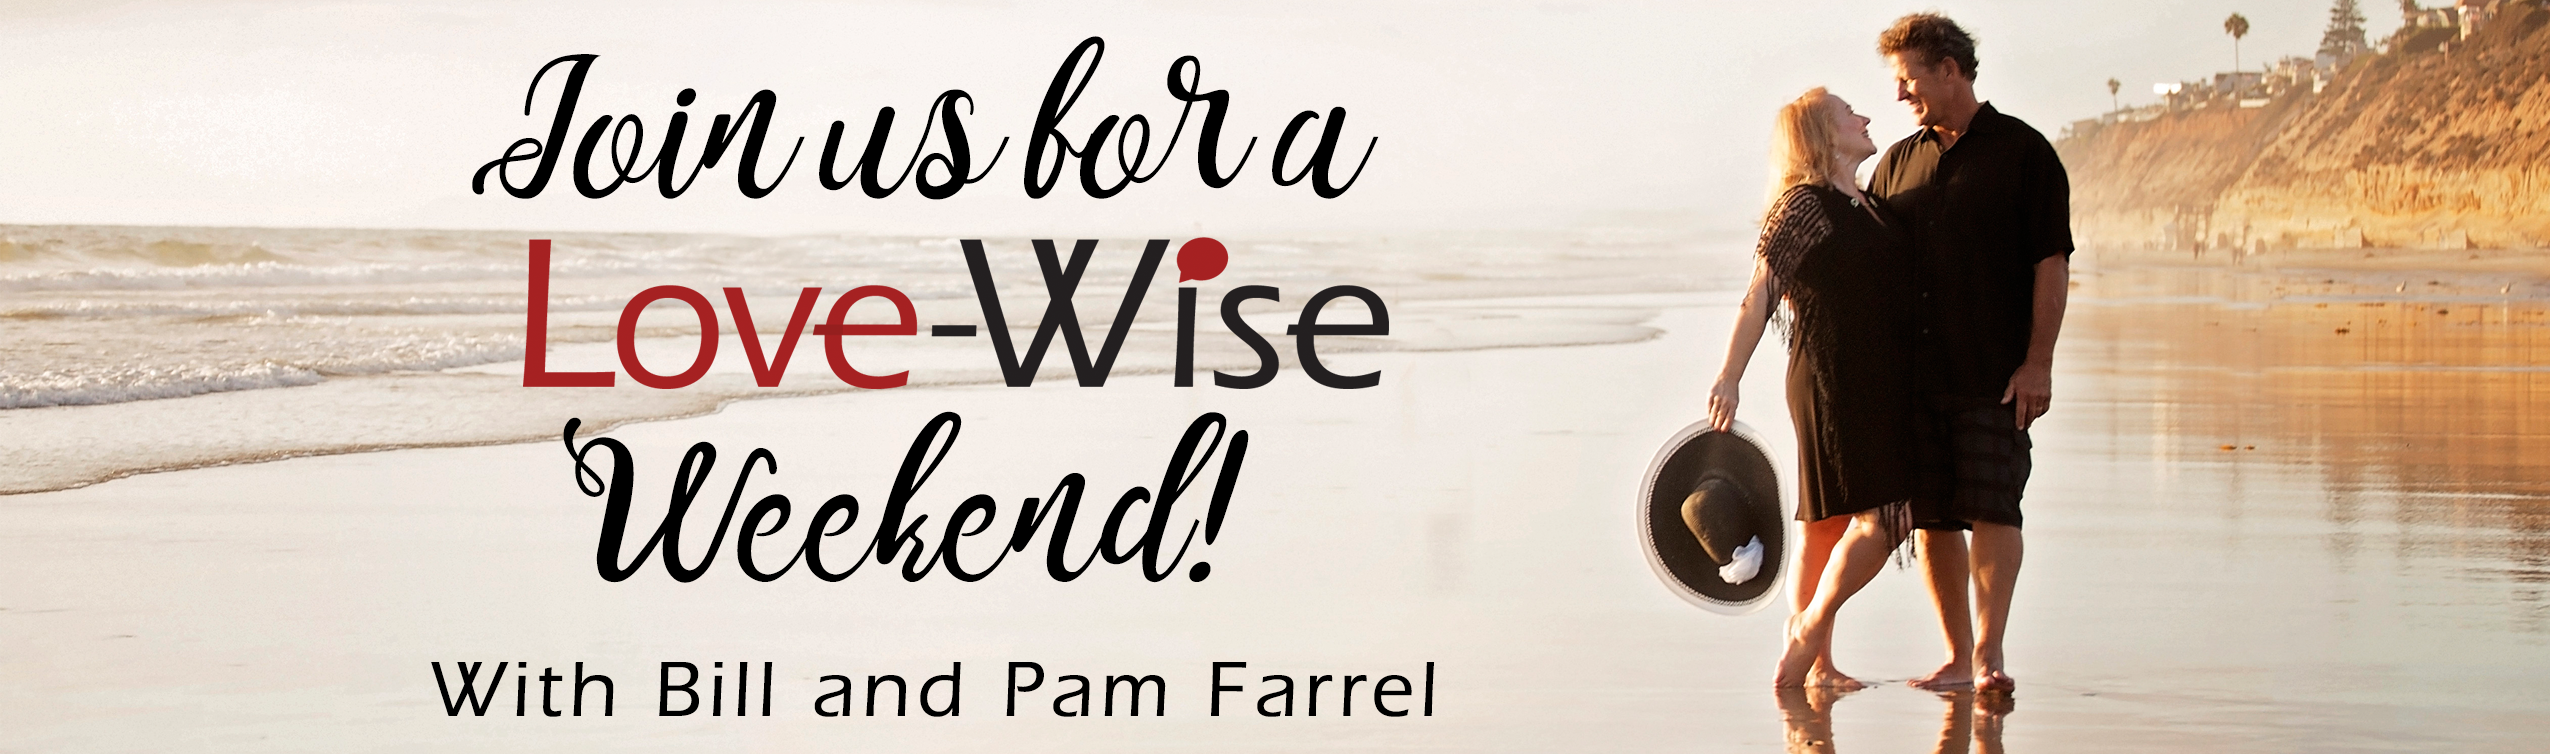 Join us for a
Love-Wise
Weekend!
With Bill and Pam Farrel